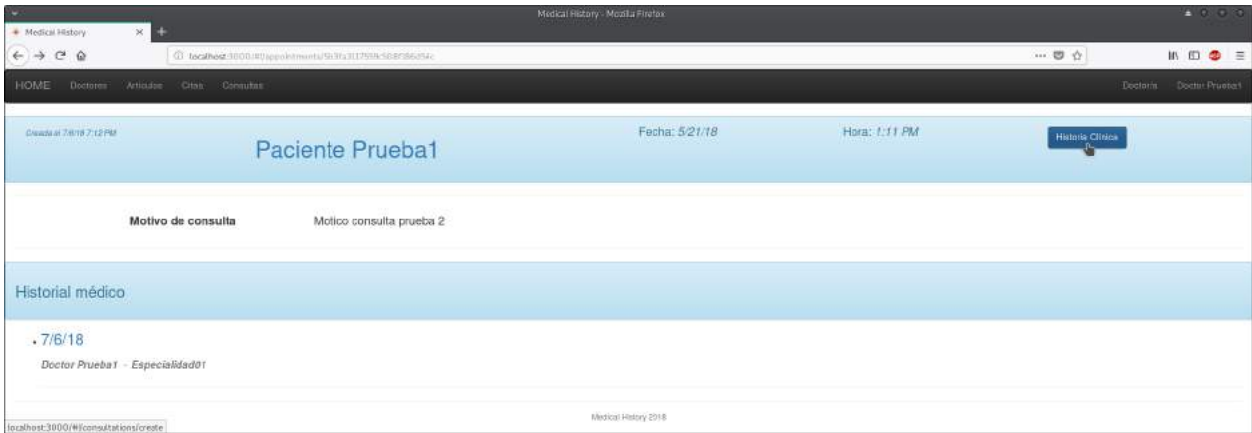 Medical History - Mozilla Firefox
Medical History
localhost:3000/#!/appointments/
HOME Doctores Artículos Citas Consultas Doctor/a Doctor Prueba1
Creada el 7/6/18 7:12 PM
Paciente Prueba1
Fecha: 5/21/18
Hora: 1:11 PM
Historia Clínica
Motivo de consulta Motico consulta prueba 2
Historial médico
7/6/18
Doctor Prueba1 - Especialidad01
Medical History 2018
localhost:3000/#!/consultations/create